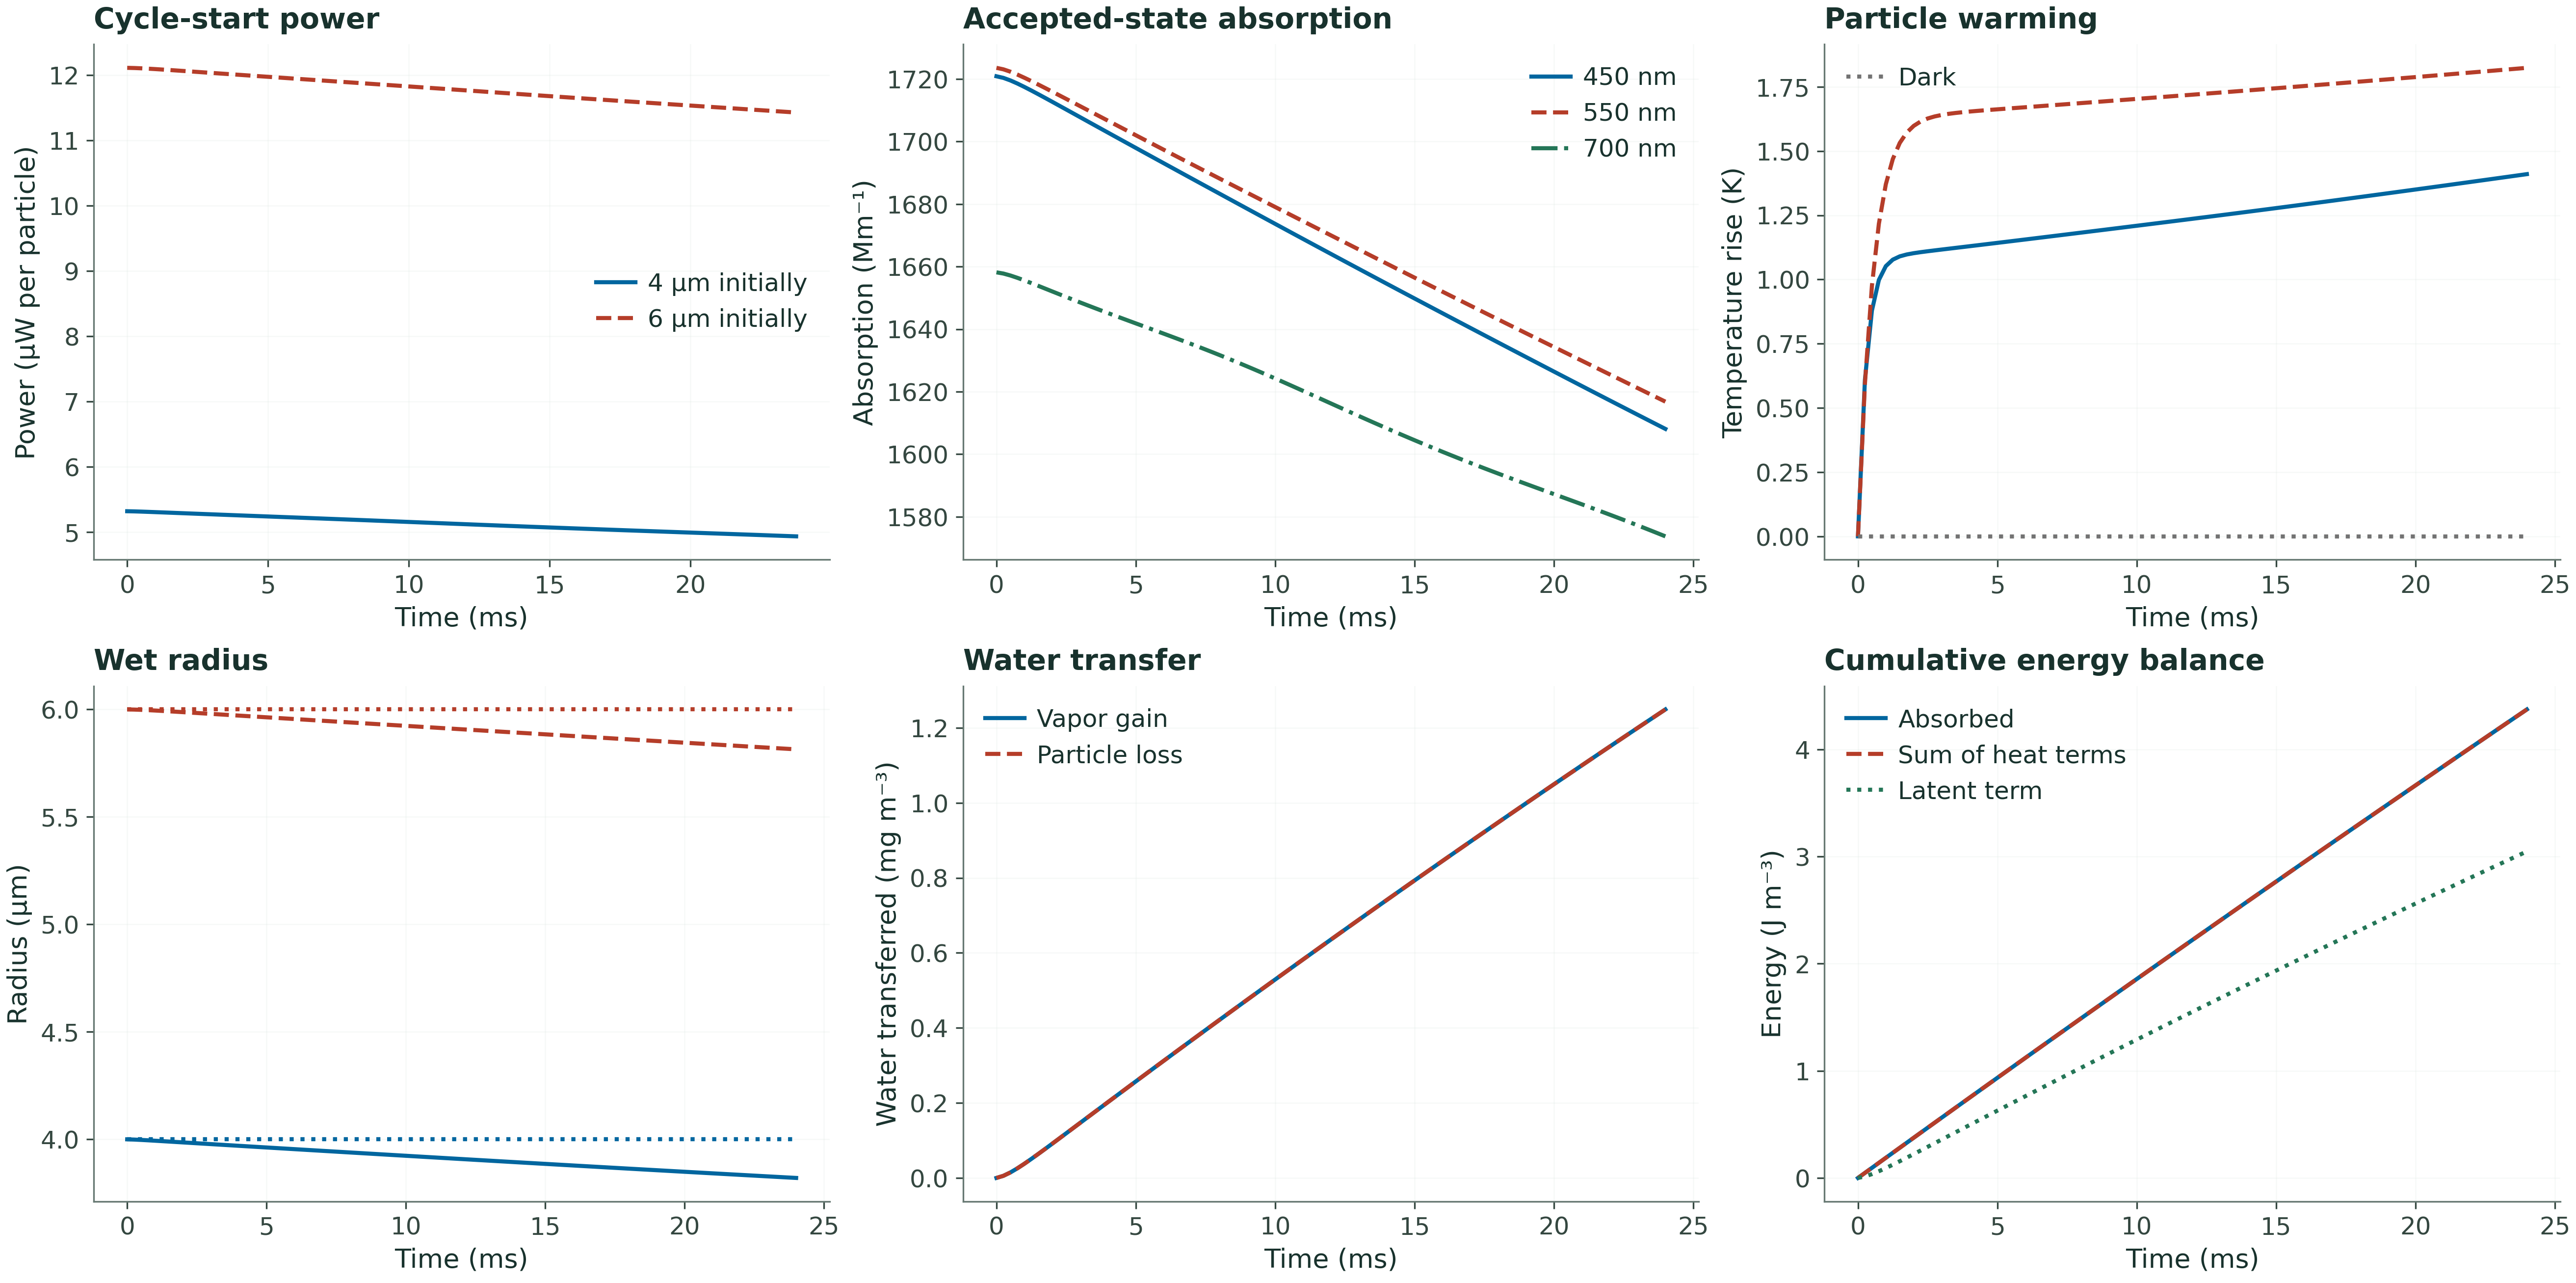 Cycle-start power
Power (µW per particle)
12
11
10
9
8
7
6
5
4 µm initially
6 µm initially
0 5 10 15 20
Time (ms)
Accepted-state absorption
Absorption (Mm⁻¹)
1720
1700
1680
1660
1640
1620
1600
1580
450 nm
550 nm
700 nm
0 5 10 15 20 25
Time (ms)
Particle warming
Temperature rise (K)
1.75
1.50
1.25
1.00
0.75
0.50
0.25
0.00
Dark
0 5 10 15 20 25
Time (ms)
Wet radius
Radius (µm)
6.0
5.5
5.0
4.5
4.0
0 5 10 15 20 25
Time (ms)
Water transfer
Water transferred (mg m⁻³)
1.2
1.0
0.8
0.6
0.4
0.2
0.0
Vapor gain
Particle loss
0 5 10 15 20 25
Time (ms)
Cumulative energy balance
Energy (J m⁻³)
4
3
2
1
0
Absorbed
Sum of heat terms
Latent term
0 5 10 15 20 25
Time (ms)